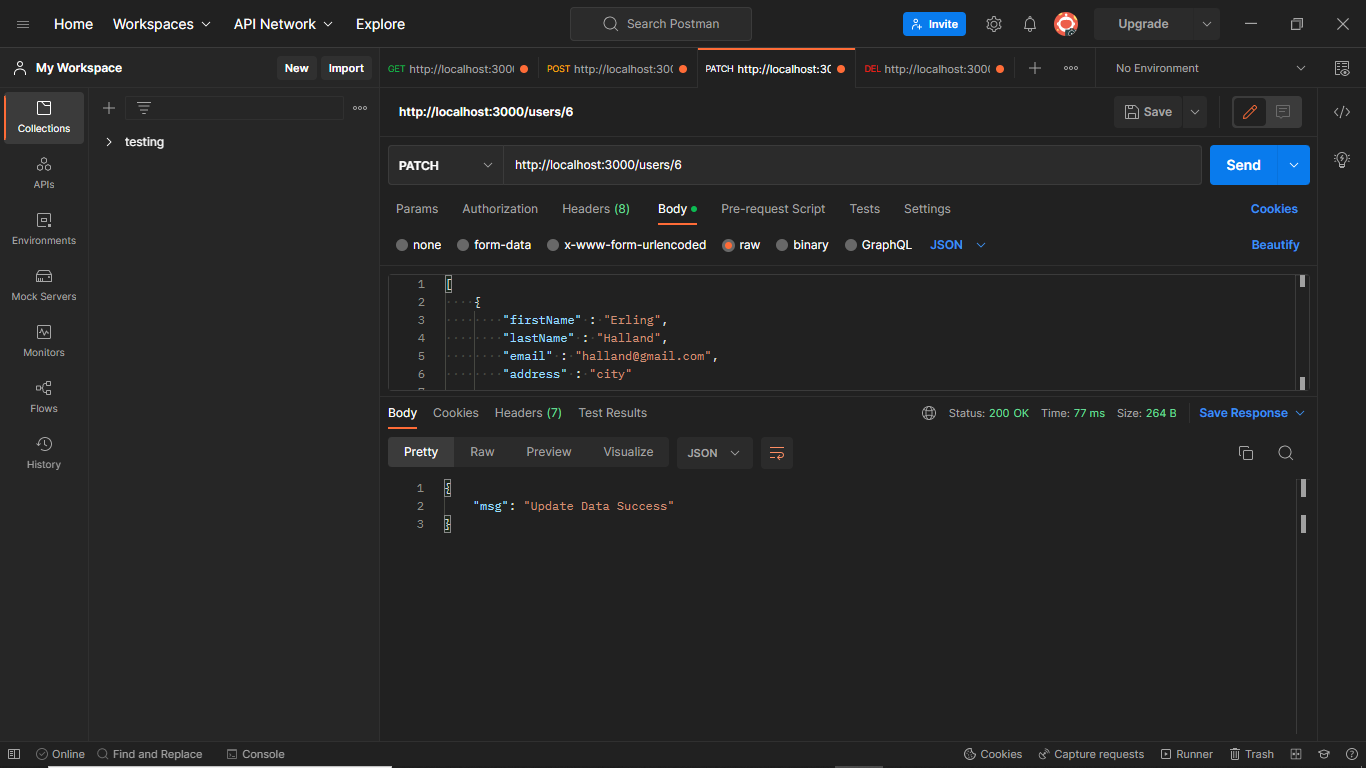 Home Workspaces API Network Explore Search Postman Invite Upgrade
My Workspace New Import GET http://localhost:3000 POST http://localhost:300 PATCH http://localhost:30 DEL http://localhost:3000 No Environment
Collections
APIs
Environments
Mock Servers
Monitors
Flows
History
testing
http://localhost:3000/users/6 Save
PATCH http://localhost:3000/users/6 Send
Params Authorization Headers (8) Body Pre-request Script Tests Settings Cookies
none form-data x-www-form-urlencoded raw binary GraphQL JSON Beautify
1 [
2 {
3 "firstName" : "Erling",
4 "lastName" : "Halland",
5 "email" : "halland@gmail.com",
6 "address" : "city"
Body Cookies Headers (7) Test Results Status: 200 OK Time: 77 ms Size: 264 B Save Response
Pretty Raw Preview Visualize JSON
1 {
2 "msg": "Update Data Success"
3 }
Online Find and Replace Console Cookies Capture requests Runner Trash